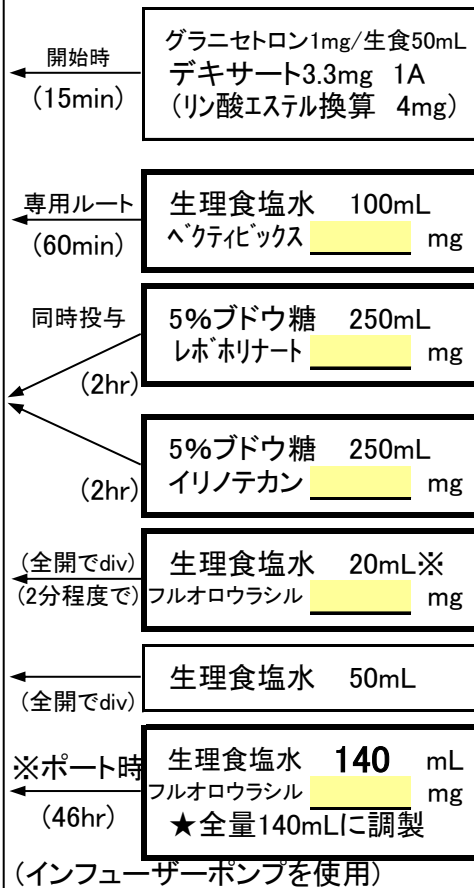 グラニセトロン1mg/生食50mL
開始時
デキサート3.3mg 1A
(15min)
(リン酸エステル換算 4mg)
専用ルート
生理食塩水 100mL
(60min)
ベクティビックス mg
同時投与
5%ブドウ糖 250mL
レボホリナート mg
(2hr)
5%ブドウ糖 250mL
(2hr)
イリノテカン mg
(全開でdiv)
生理食塩水 20mL※
(2分程度で)
フルオロウラシル mg
生理食塩水 50mL
(全開でdiv)
※ポート時
生理食塩水 140 mL
フルオロウラシル mg
(46hr)
★全量140mLに調製
(インフューザーポンプを使用)